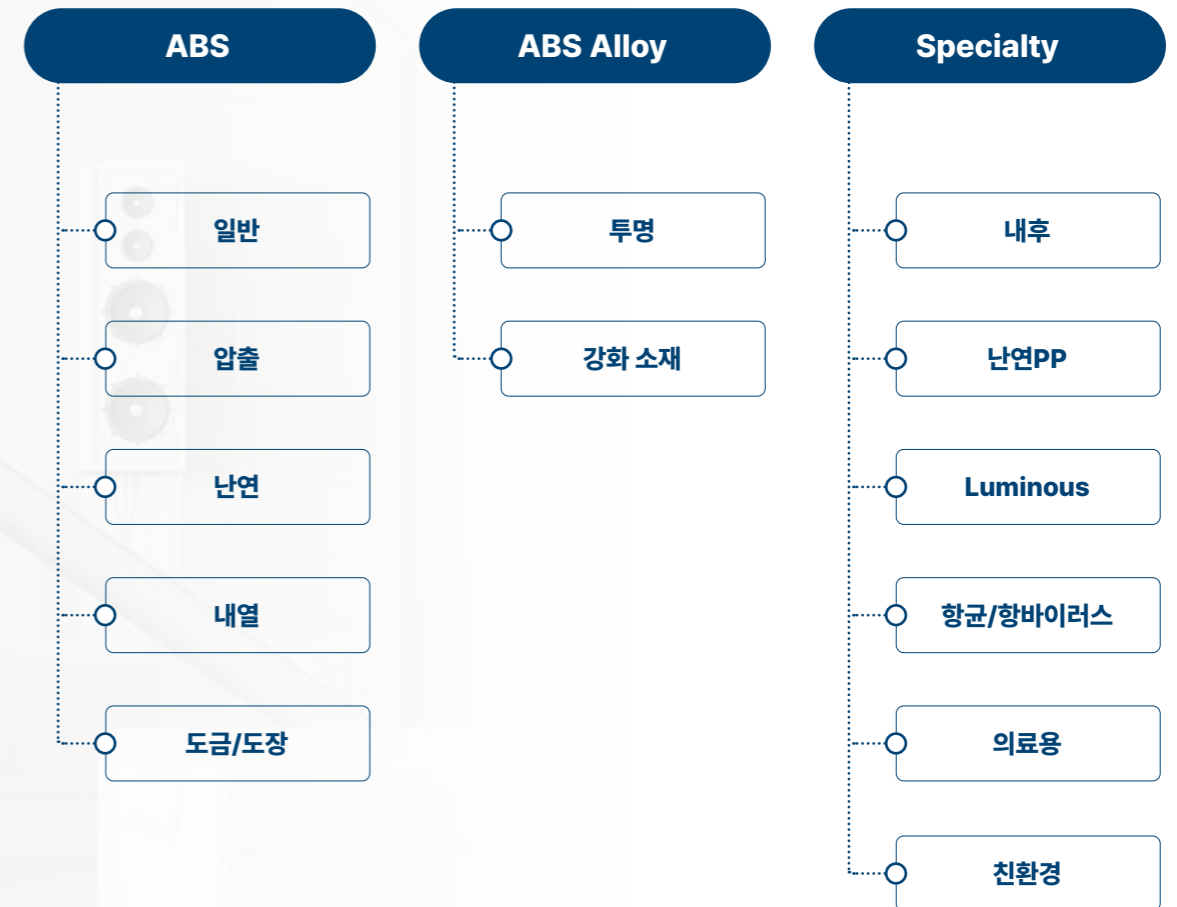 ABS
일반
압출
난연
내열
도금/도장
ABS Alloy
투명
강화 소재
Specialty
내후
난연PP
Luminous
항균/항바이러스
의료용
친환경